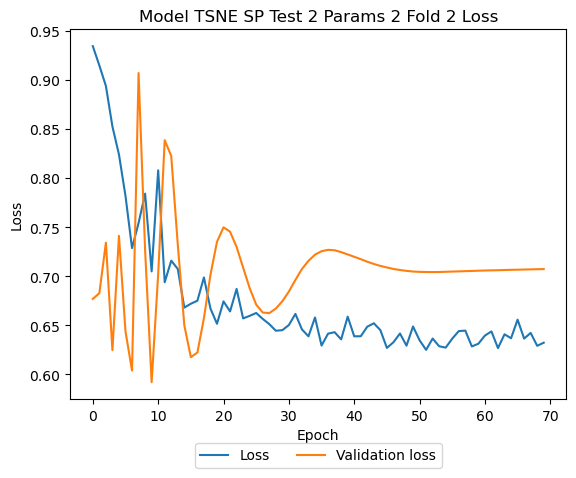 Model TSNE SP Test 2 Params 2 Fold 2 Loss
0.95
0.90
0.85
0.80
0.75
0.70
0.65
0.60
Loss
0 10 20 30 40 50 60 70
Epoch
Loss Validation loss